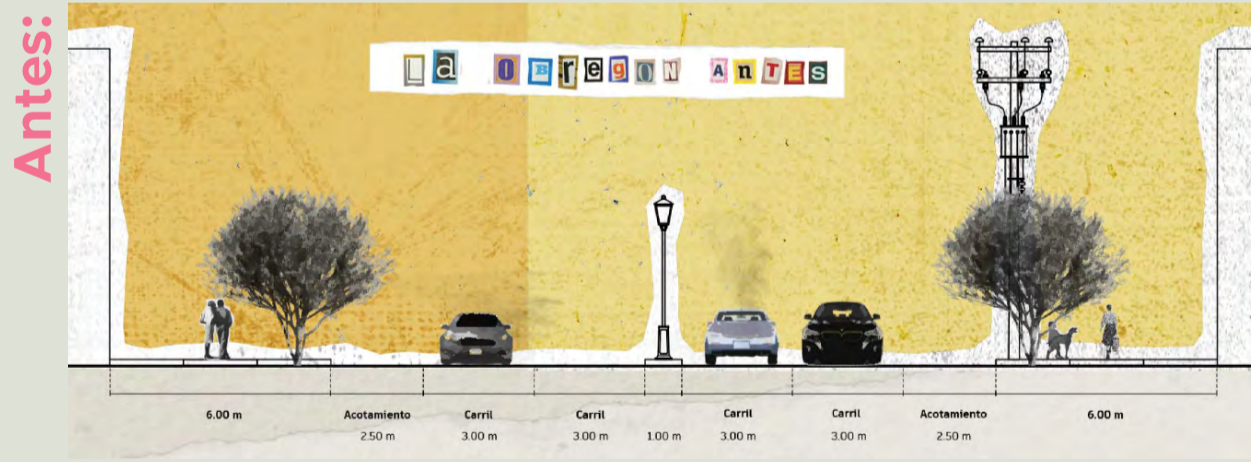 Antes:
La OBregON AnTES
6.00 m Acotamiento Carril Carril Carril Carril Acotamiento 6.00 m
2.50 m 3.00 m 3.00 m 1.00 m 3.00 m 3.00 m 2.50 m